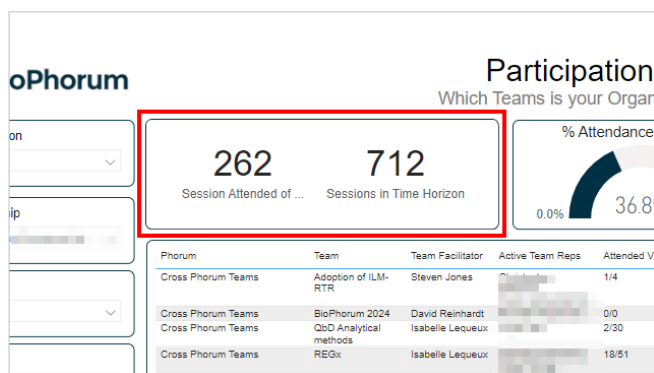 oPhorum
Participation
Which Teams is your Organ
on
262
712
Session Attended of ...
Sessions in Time Horizon
% Attendance
0.0%
36.8
ip
Phorum Team Team Facilitator Active Team Reps Attended V
Cross Phorum Teams Adoption of ILM- Steven Jones 1/4
RTR
Cross Phorum Teams BioPhorum 2024 David Reinhardt 0/0
Cross Phorum Teams QbD Analytical Isabelle Lequeux 2/30
methods
Cross Phorum Teams REGx Isabelle Lequeux 18/51